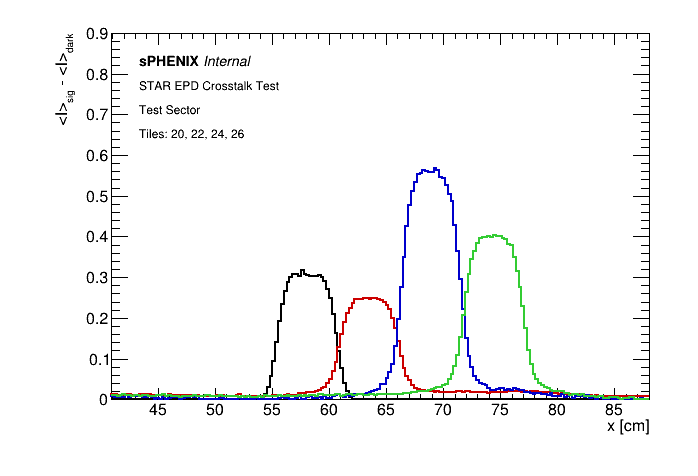 <I>sig - <I>dark
0.9
0.8
0.7
0.6
0.5
0.4
0.3
0.2
0.1
0
sPHENIX Internal
STAR EPD Crosstalk Test
Test Sector
Tiles: 20, 22, 24, 26
45 50 55 60 65 70 75 80 85
x [cm]